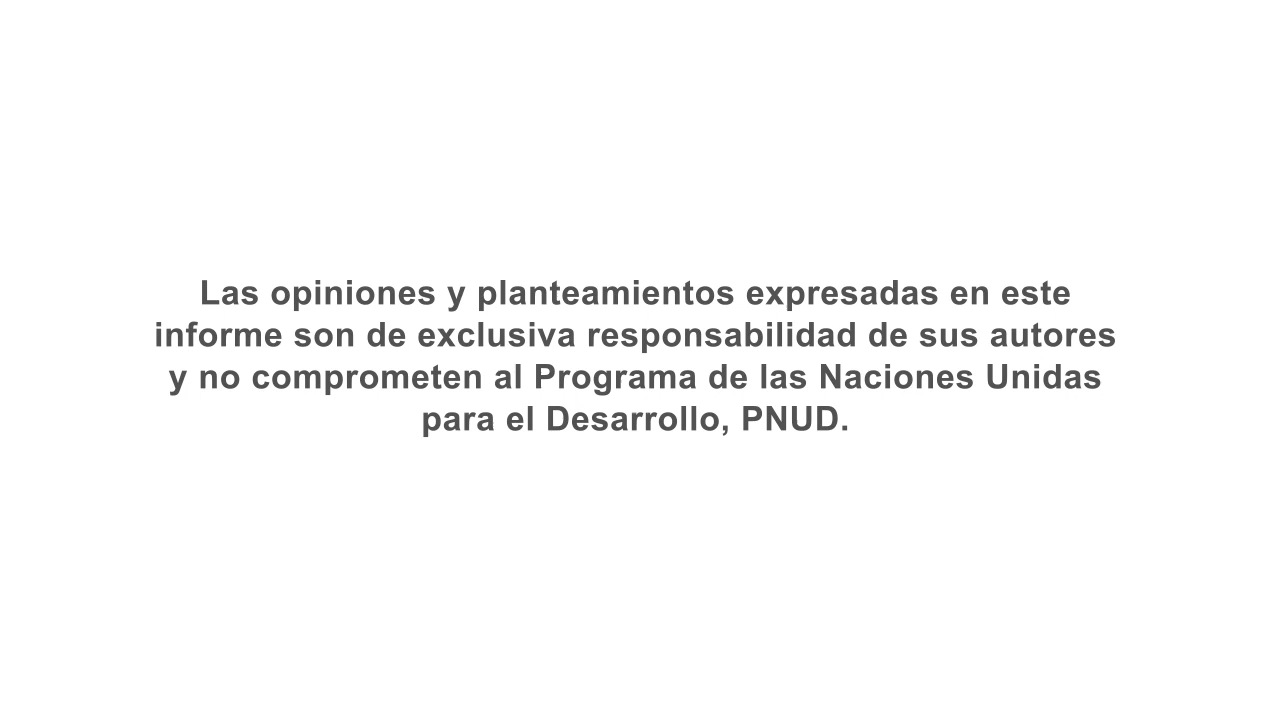 Las opiniones y planteamientos expresadas en este
informe son de exclusiva responsabilidad de sus autores
y no comprometen al Programa de las Naciones Unidas
para el Desarrollo, PNUD.